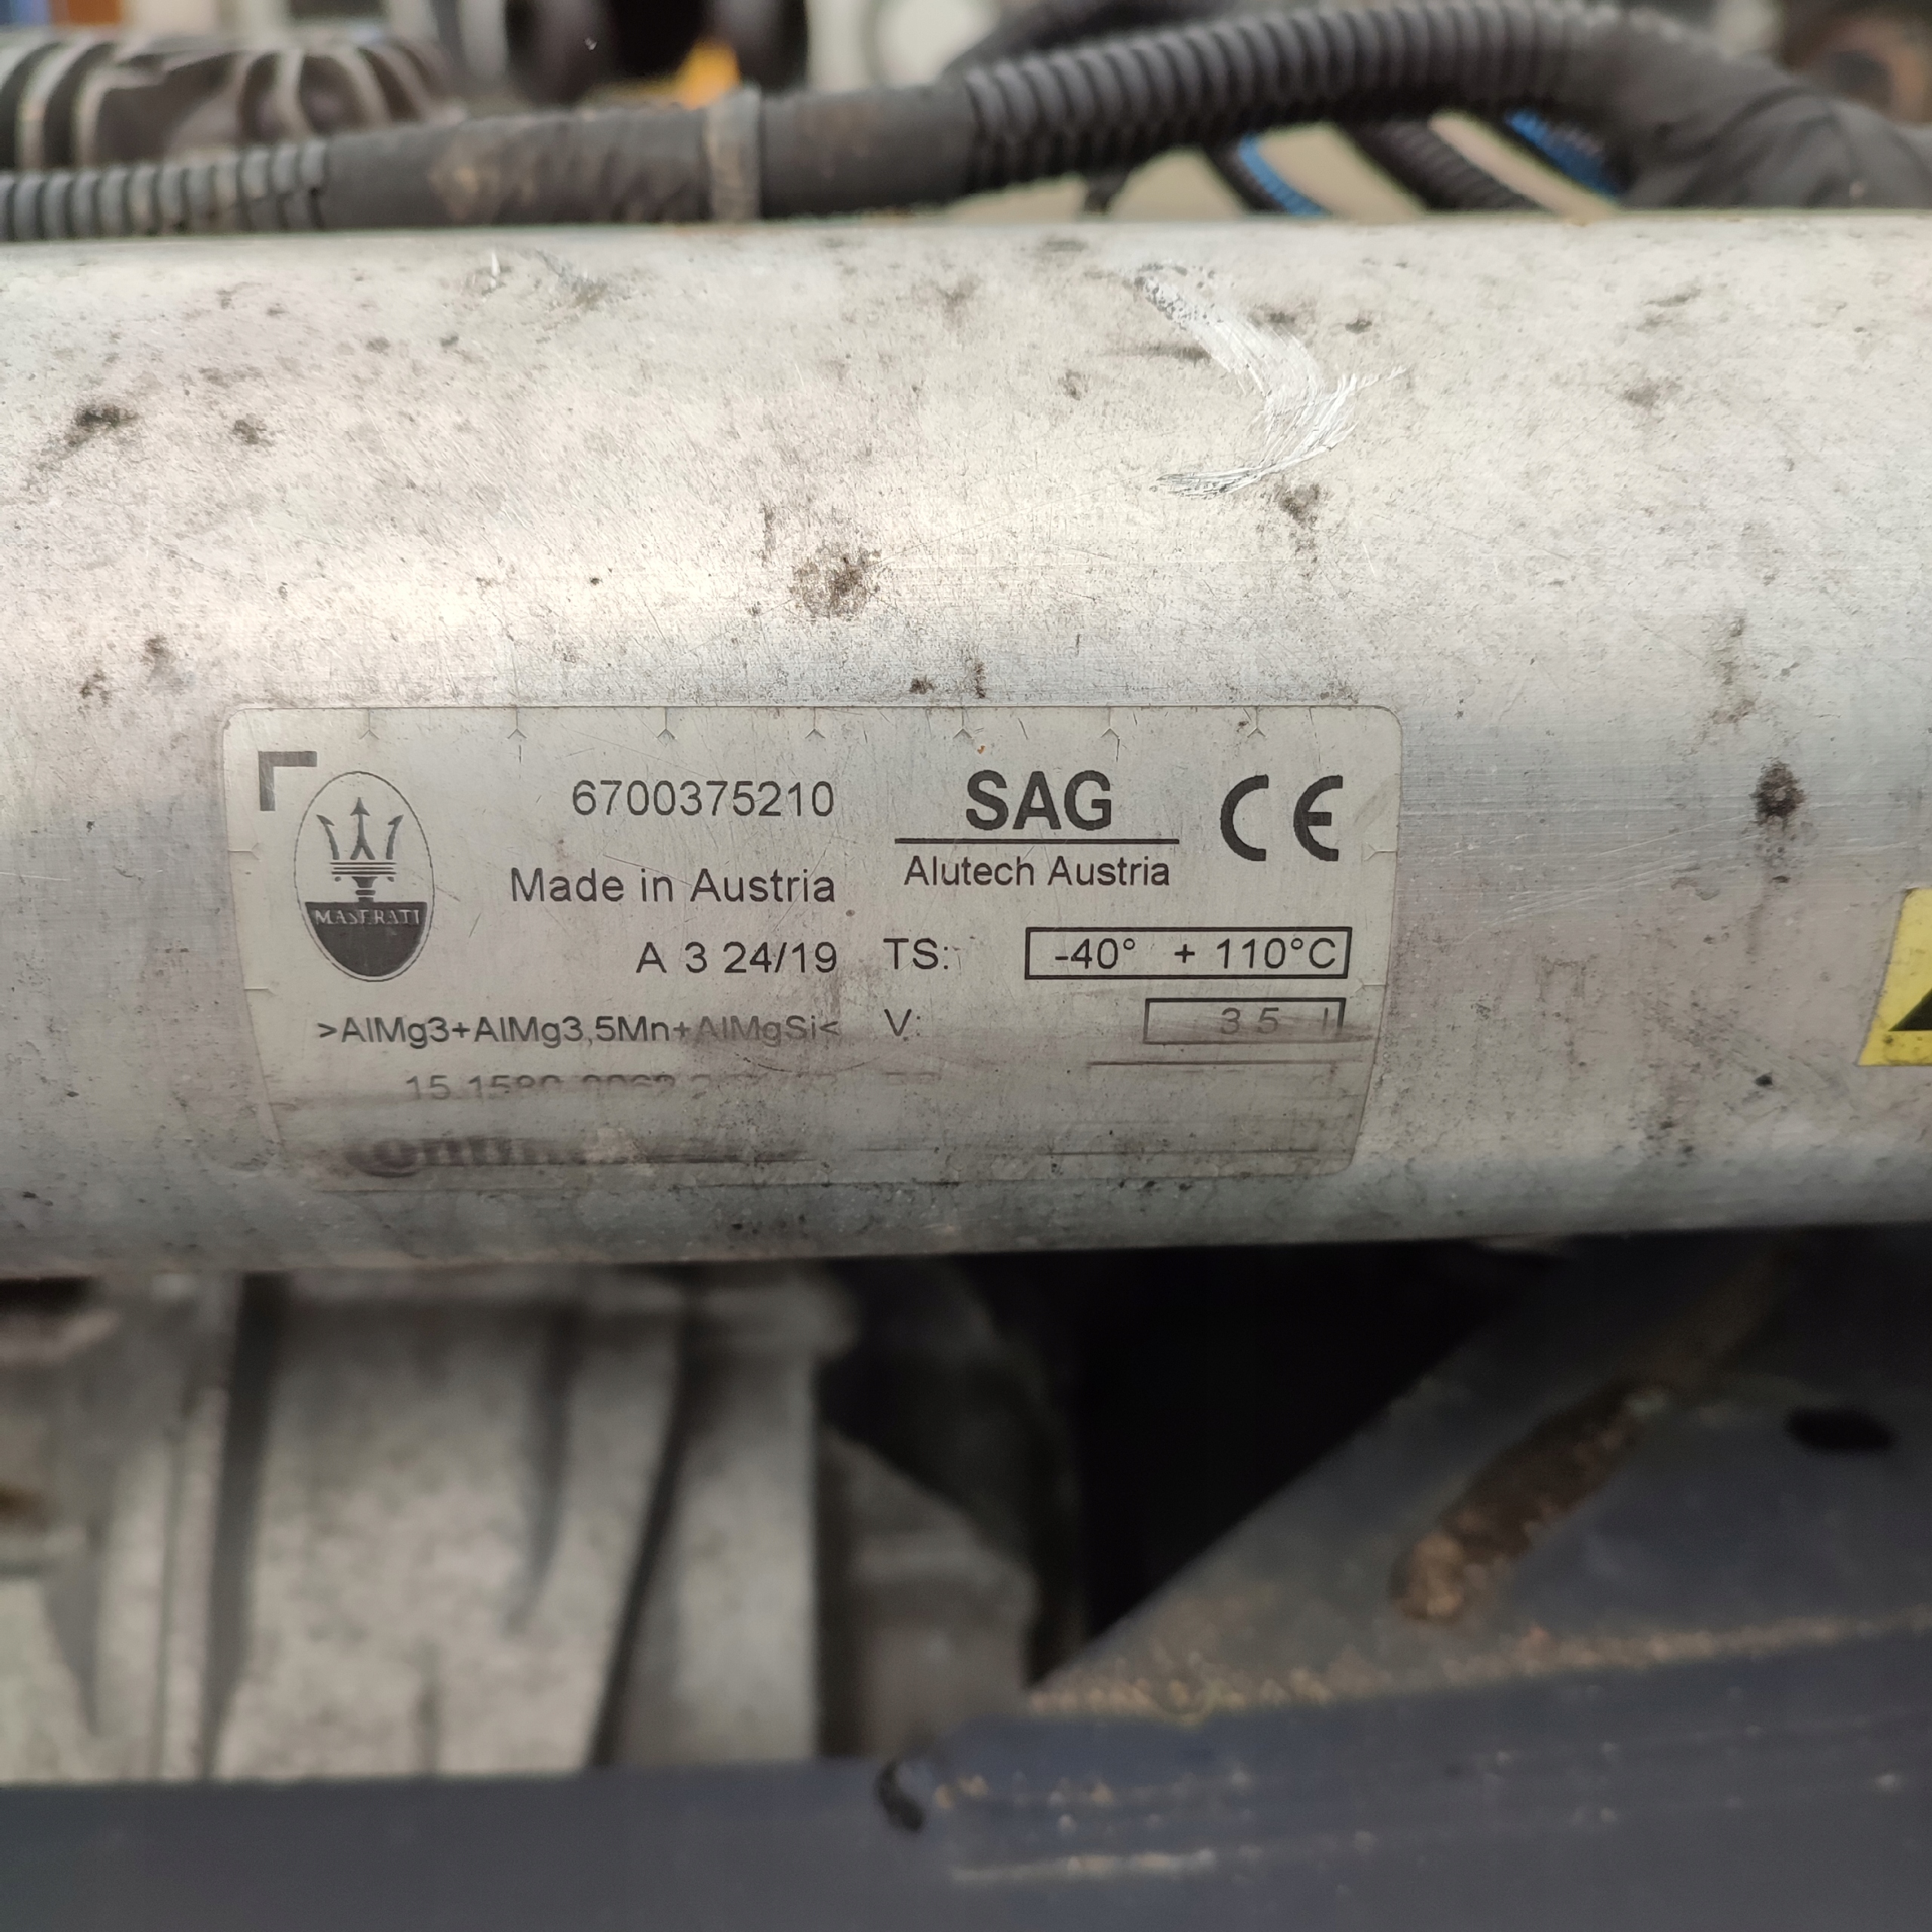 MASERATI
6700375210
Made in Austria
A 3 24/19
>AlMg3+AlMg3,5Mn+AlMgSi<
SAG
Alutech Austria
CE
TS: -40° + 110°C
V: 3 5 l